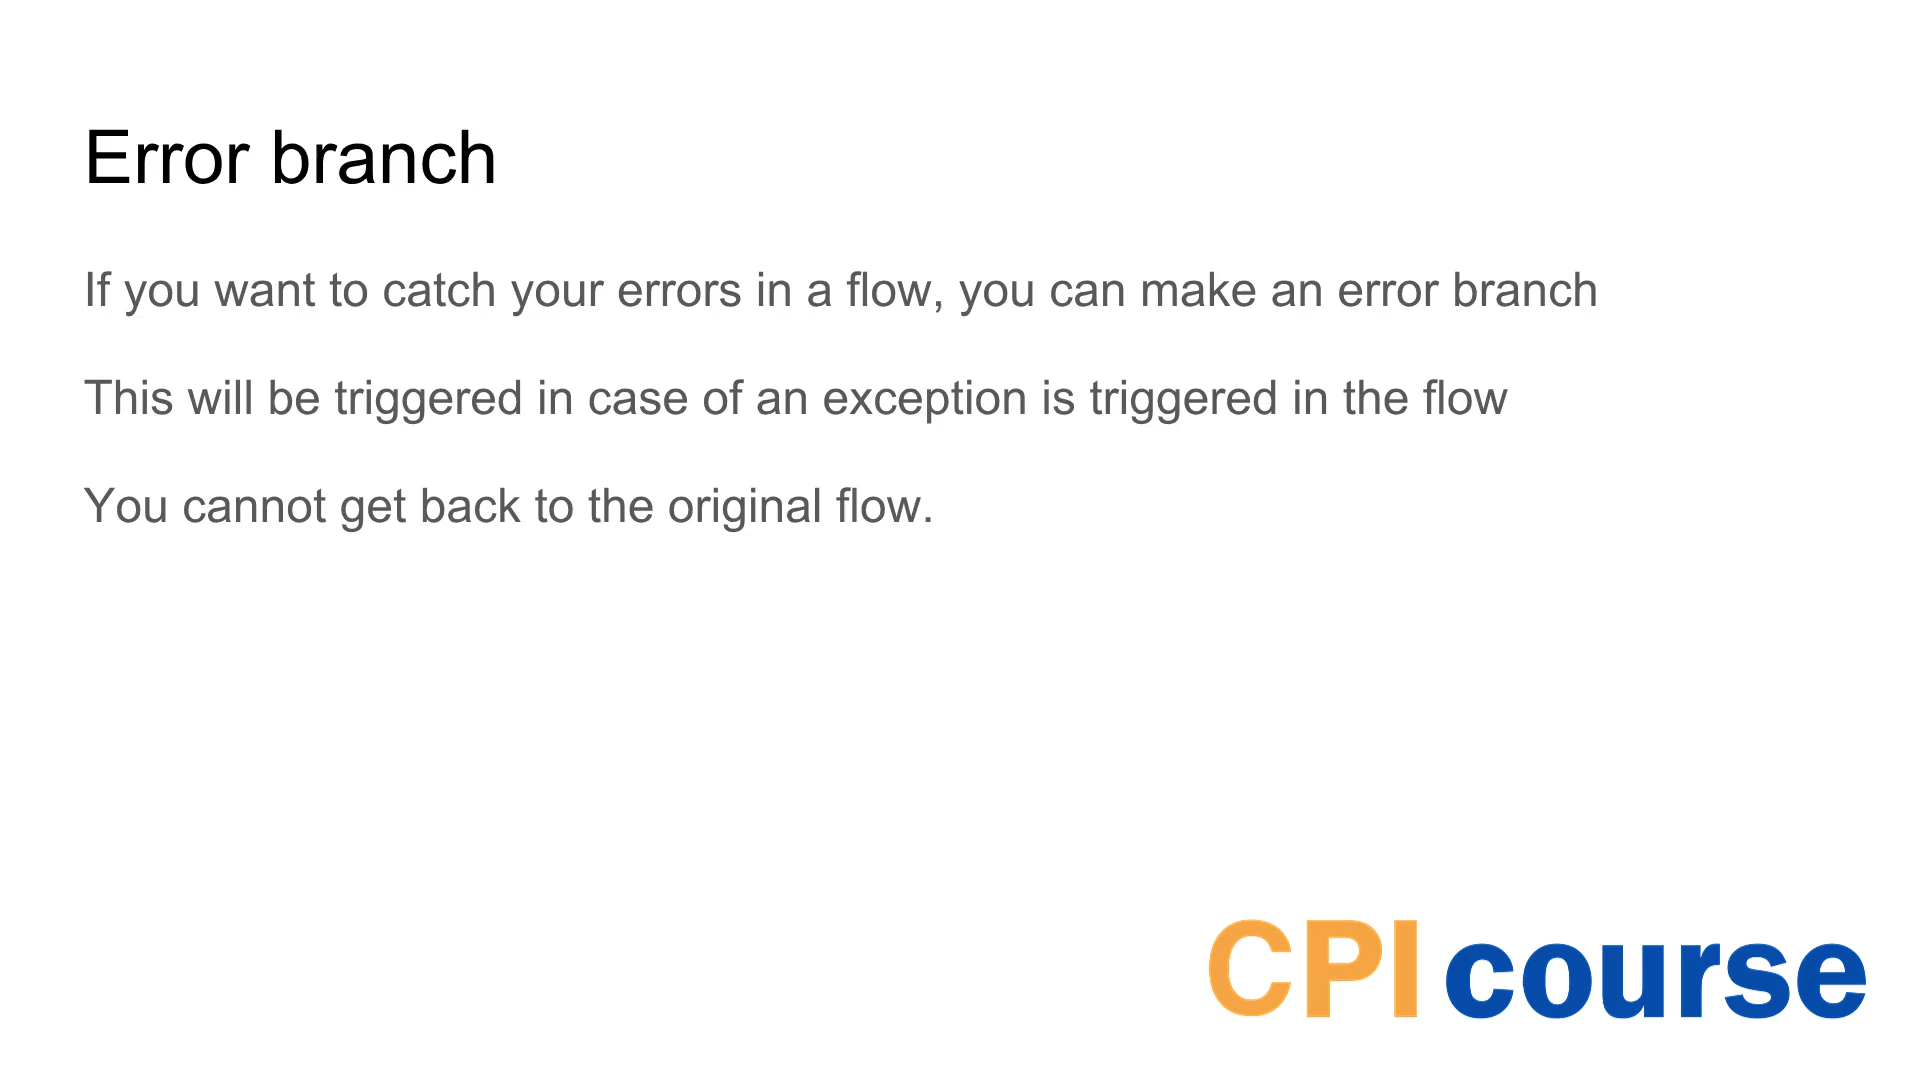 Error branch
If you want to catch your errors in a flow, you can make an error branch
This will be triggered in case of an exception is triggered in the flow
You cannot get back to the original flow.
CPI course